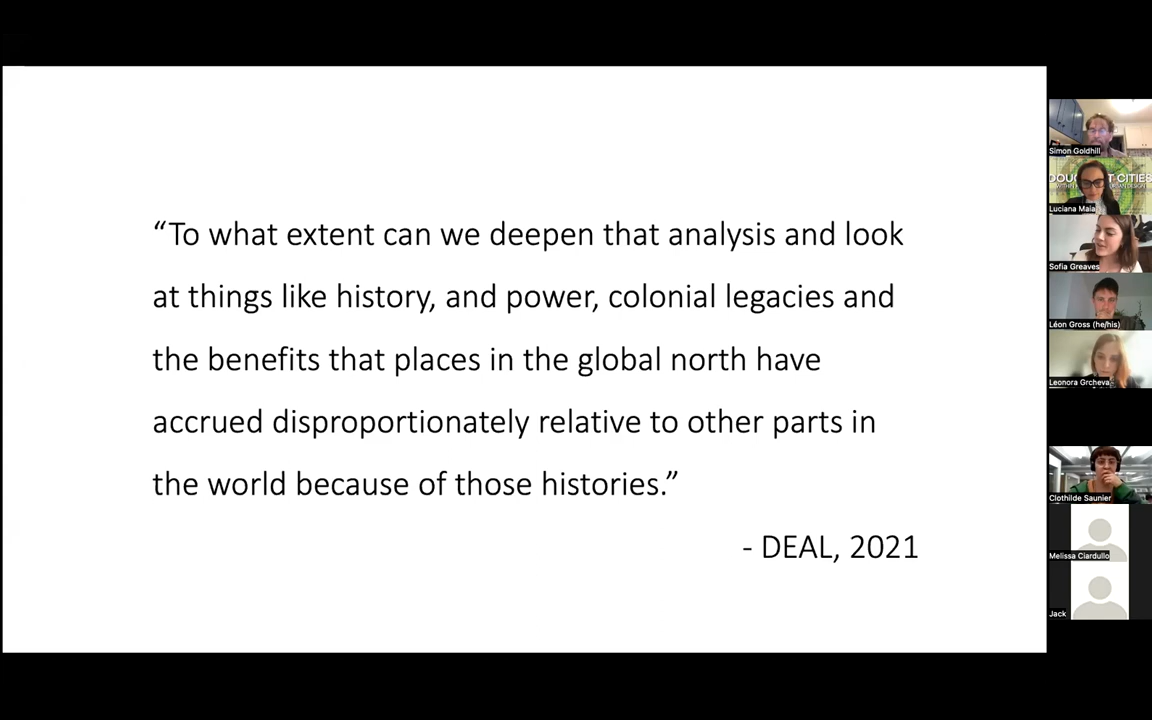 “To what extent can we deepen that analysis and look
at things like history, and power, colonial legacies and
the benefits that places in the global north have
accrued disproportionately relative to other parts in
the world because of those histories.”
- DEAL, 2021
Simon Goldhill
Luciana Maia
Sofia Greaves
Léon Gross (he/his)
Leonora Grcheva
Clothilde Saunier
Melissa Ciardullo
Jack